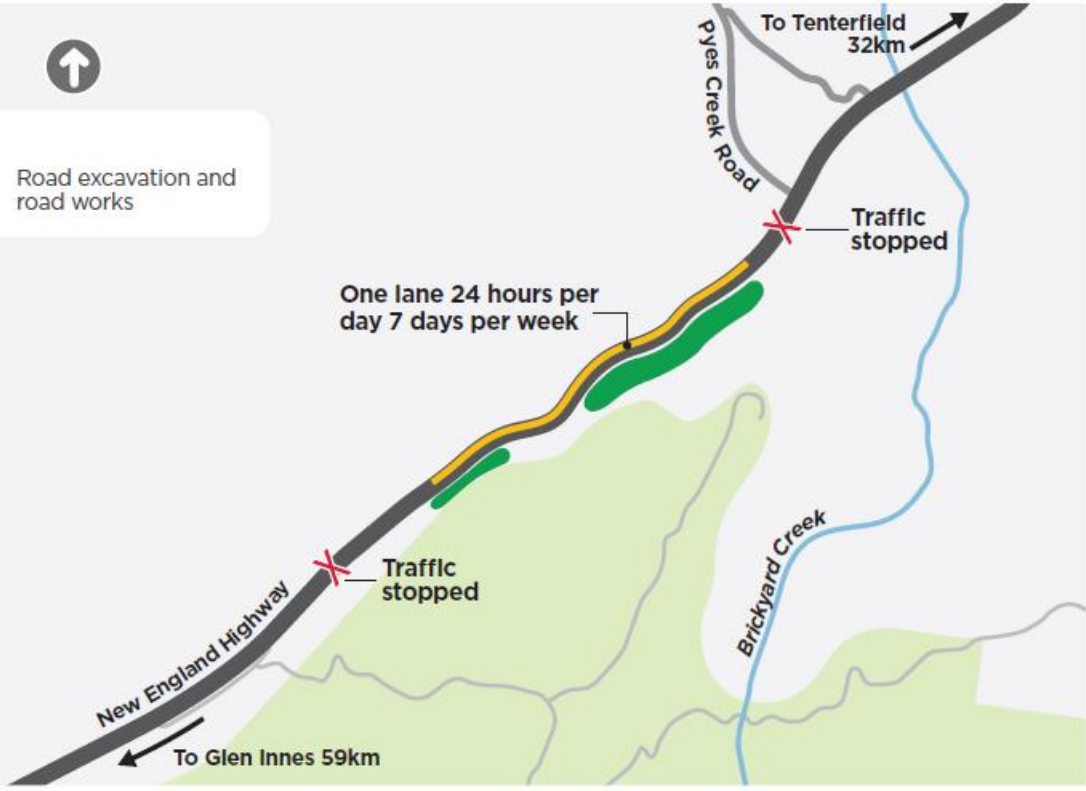 To Tenterfield
32km
Pyes Creek Road
Road excavation and
road works
Traffic
stopped
One lane 24 hours per
day 7 days per week
Brickyard Creek
Traffic
stopped
New England Highway
To Glen Innes 59km